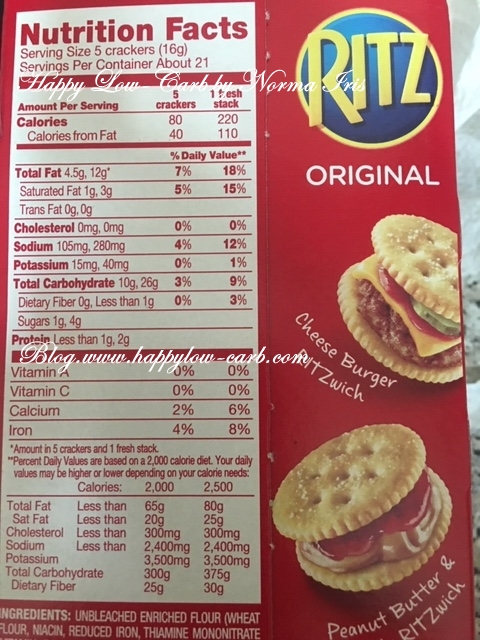 Nutrition Facts
Serving Size 5 crackers (16g)
Servings Per Container About 21
Happy Low-Carb by Norma Iris
5 crackers 1 fresh stack
Amount Per Serving
Calories 80 220
Calories from Fat 40 110
% Daily Value**
Total Fat 4.5g, 12g* 7% 18%
Saturated Fat 1g, 3g 5% 15%
Trans Fat 0g, 0g
Cholesterol 0mg, 0mg 0% 0%
Sodium 105mg, 280mg 4% 12%
Potassium 15mg, 40mg 0% 1%
Total Carbohydrate 10g, 26g 3% 9%
Dietary Fiber 0g, Less than 1g 0% 3%
Sugars 1g, 4g
Protein Less than 1g, 2g
Blog.www.happylow-carb.com
Vitamin 0% 0%
Vitamin C 0% 0%
Calcium 2% 6%
Iron 4% 8%
*Amount in 5 crackers and 1 fresh stack.
**Percent Daily Values are based on a 2,000 calorie diet. Your daily
values may be higher or lower depending on your calorie needs:
Calories: 2,000 2,500
Total Fat Less than 65g 80g
Sat Fat Less than 20g 25g
Cholesterol Less than 300mg 300mg
Sodium Less than 2,400mg 2,400mg
Potassium 3,500mg 3,500mg
Total Carbohydrate 300g 375g
Dietary Fiber 25g 30g
INGREDIENTS: UNBLEACHED ENRICHED FLOUR (WHEAT
FLOUR, NIACIN, REDUCED IRON, THIAMINE MONONITRATE
RITZ
ORIGINAL
Cheese Burger
RITZwich
Peanut Butter &
RITZwich